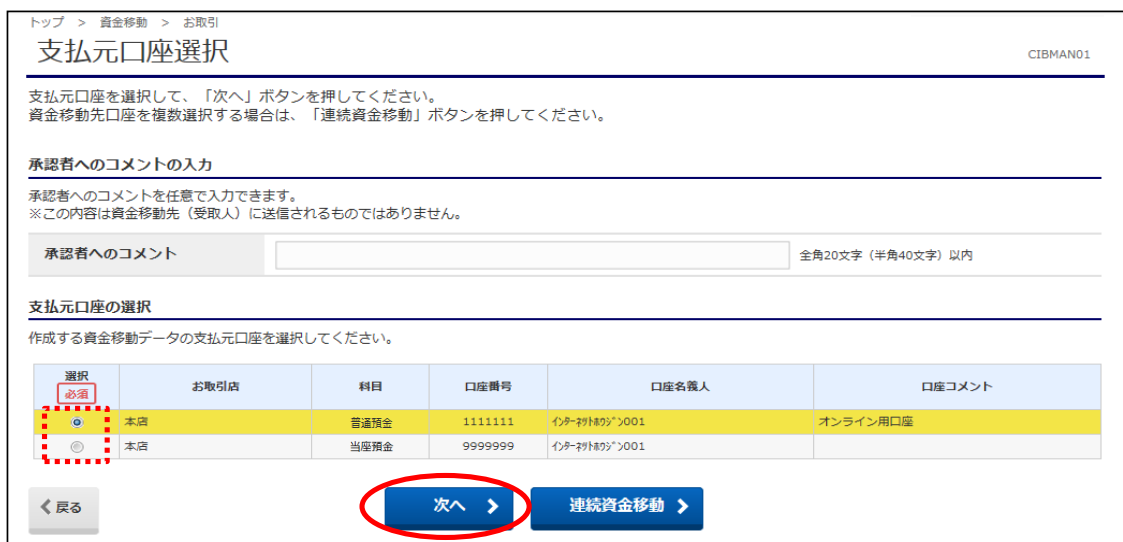 トップ > 資金移動 > お取引
支払元口座選択
CIBMAN01
支払元口座を選択して、「次へ」ボタンを押してください。
資金移動先口座を複数選択する場合は、「連続資金移動」ボタンを押してください。
承認者へのコメントの入力
承認者へのコメントを任意で入力できます。
※この内容は資金移動先（受取人）に送信されるものではありません。
承認者へのコメント 全角20文字（半角40文字）以内
支払元口座の選択
作成する資金移動データの支払元口座を選択してください。
選択 必須 お取引店 科目 口座番号 口座名義人 口座コメント
本店 普通預金 1111111 ｲﾝﾀｰﾈﾂﾄﾎｳｼﾞﾝ001 オンライン用口座
本店 当座預金 9999999 ｲﾝﾀｰﾈﾂﾄﾎｳｼﾞﾝ001
戻る 次へ 連続資金移動